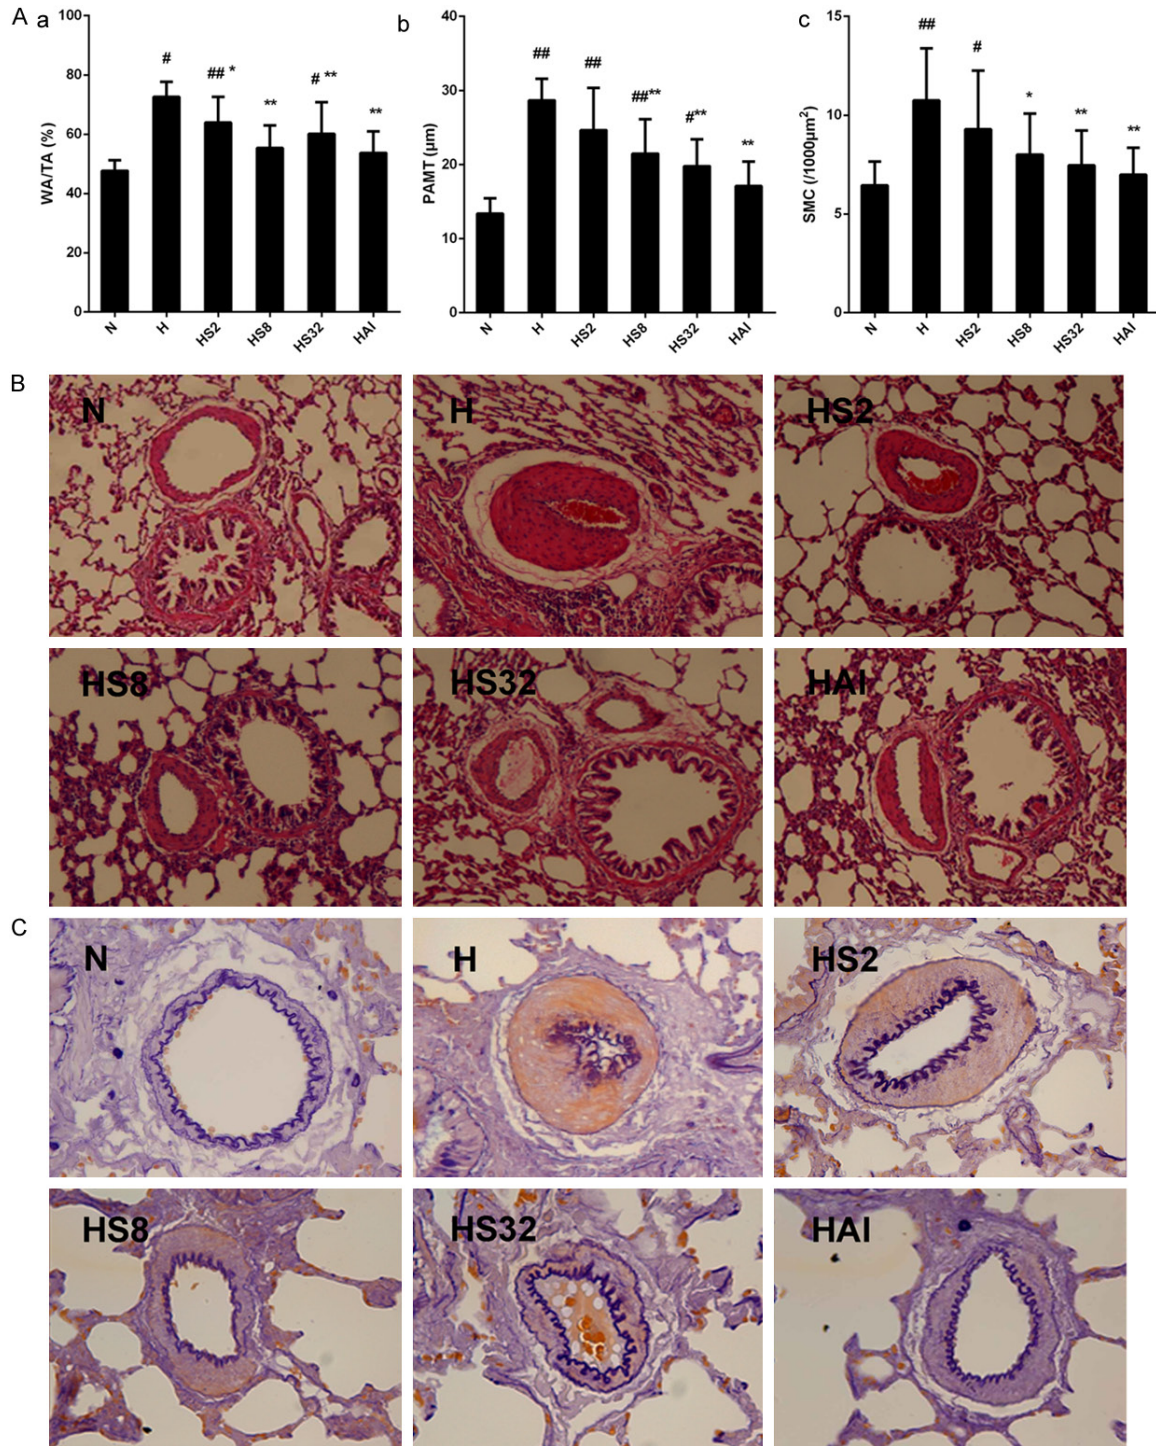 A
a
100
80
60
40
20
0
WA/TA (%)
#
## *
**
# **
**
N
H
HS2
HS8
HS32
HAI
b
40
30
20
10
0
PAMT (μm)
##
##
##**
#**
**
N
H
HS2
HS8
HS32
HAI
c
15
10
5
0
SMC (/1000μm²)
##
#
*
**
**
N
H
HS2
HS8
HS32
HAI
B
N
H
HS2
HS8
HS32
HAI
C
N
H
HS2
HS8
HS32
HAI